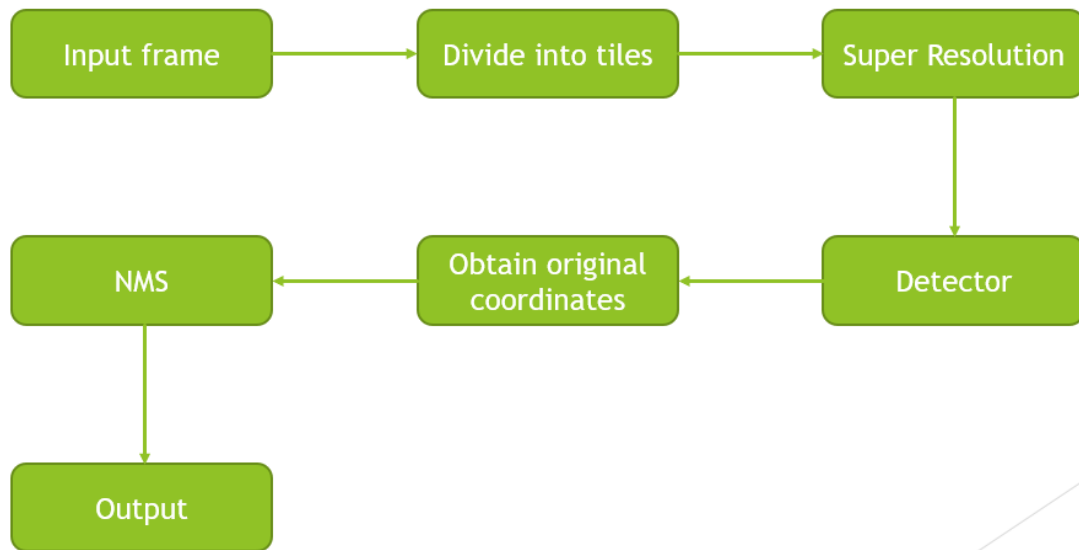 Input frame
Divide into tiles
Super Resolution
Detector
Obtain original
coordinates
NMS
Output